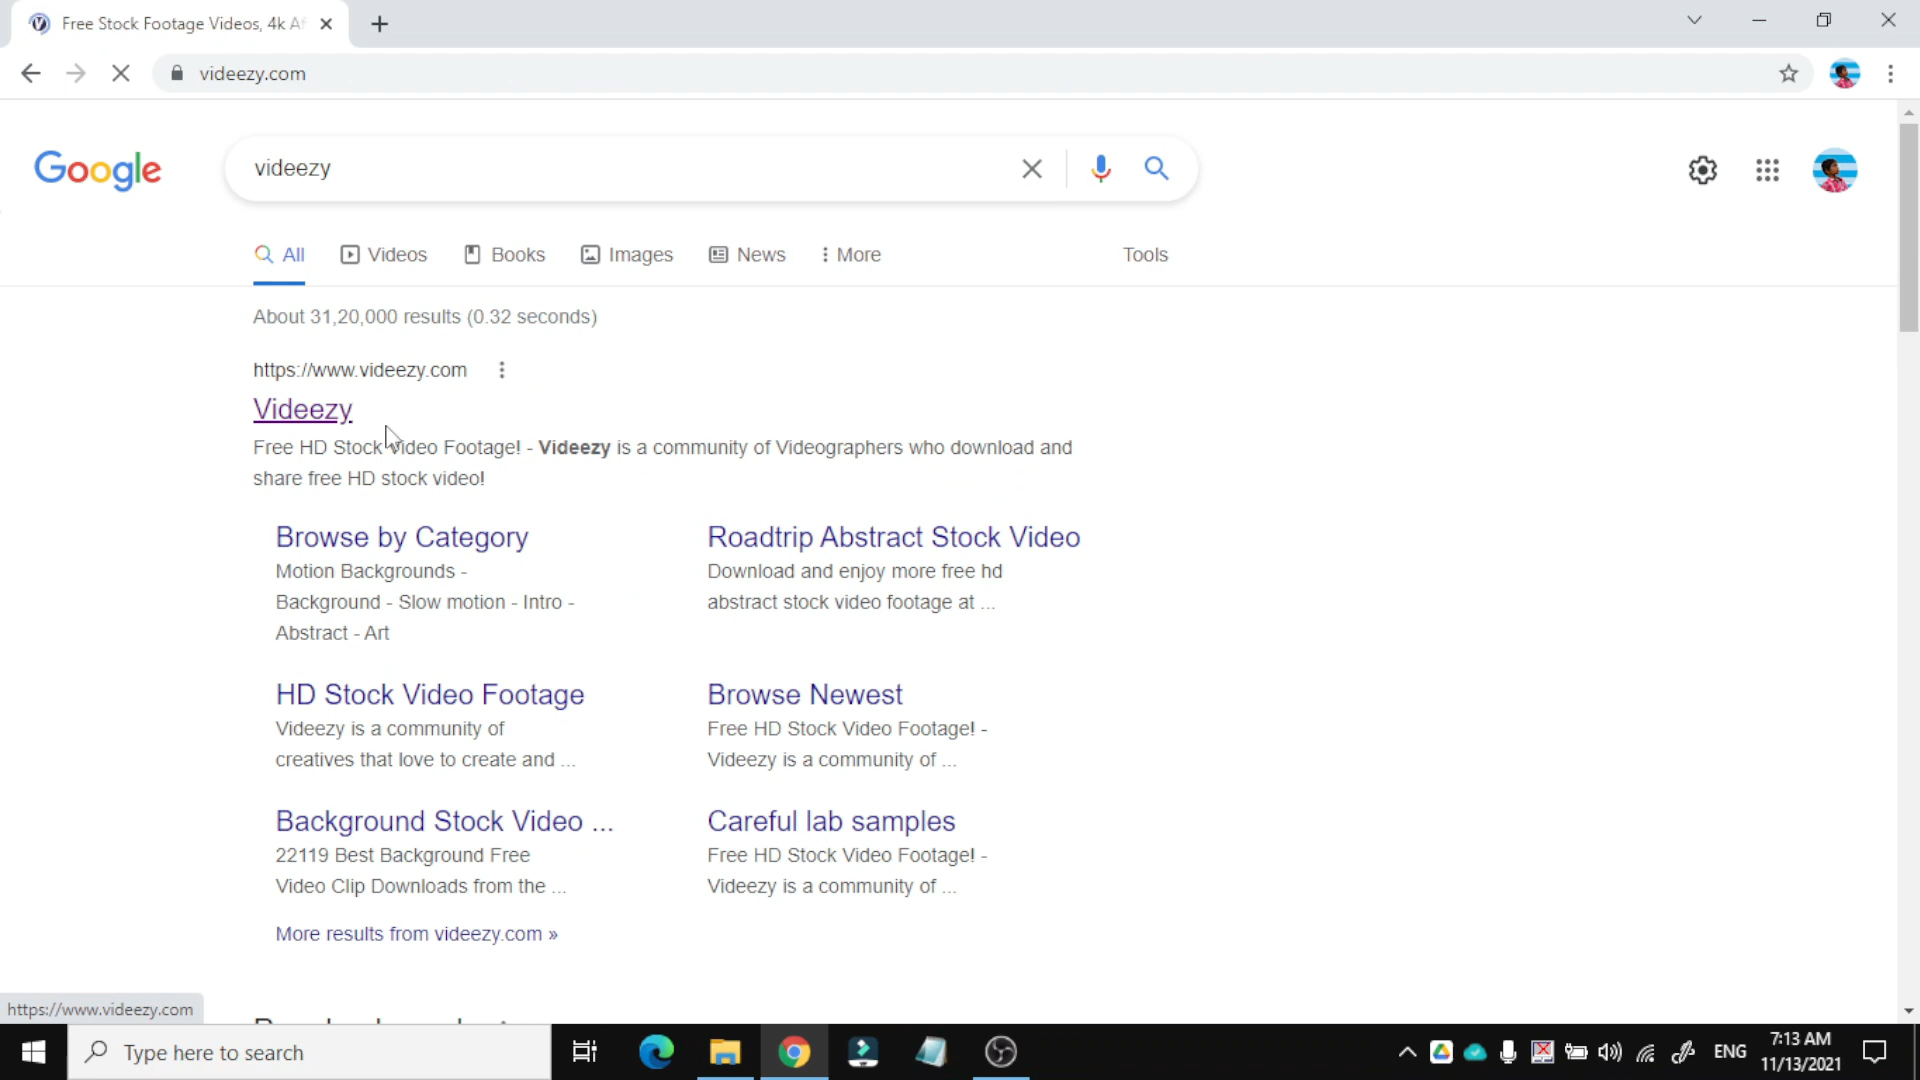 Free Stock Footage Videos, 4k Af
videezy.com
Google
videezy
All
Videos
Books
Images
News
More
Tools
About 31,20,000 results (0.32 seconds)
https://www.videezy.com
Videezy
Free HD Stock Video Footage! - Videezy is a community of Videographers who download and
share free HD stock video!
Browse by Category
Motion Backgrounds -
Background - Slow motion - Intro -
Abstract - Art
Roadtrip Abstract Stock Video
Download and enjoy more free hd
abstract stock video footage at ...
HD Stock Video Footage
Videezy is a community of
creatives that love to create and ...
Browse Newest
Free HD Stock Video Footage! -
Videezy is a community of ...
Background Stock Video ...
22119 Best Background Free
Video Clip Downloads from the ...
Careful lab samples
Free HD Stock Video Footage! -
Videezy is a community of ...
More results from videezy.com »
https://www.videezy.com
Type here to search
ENG
7:13 AM
11/13/2021